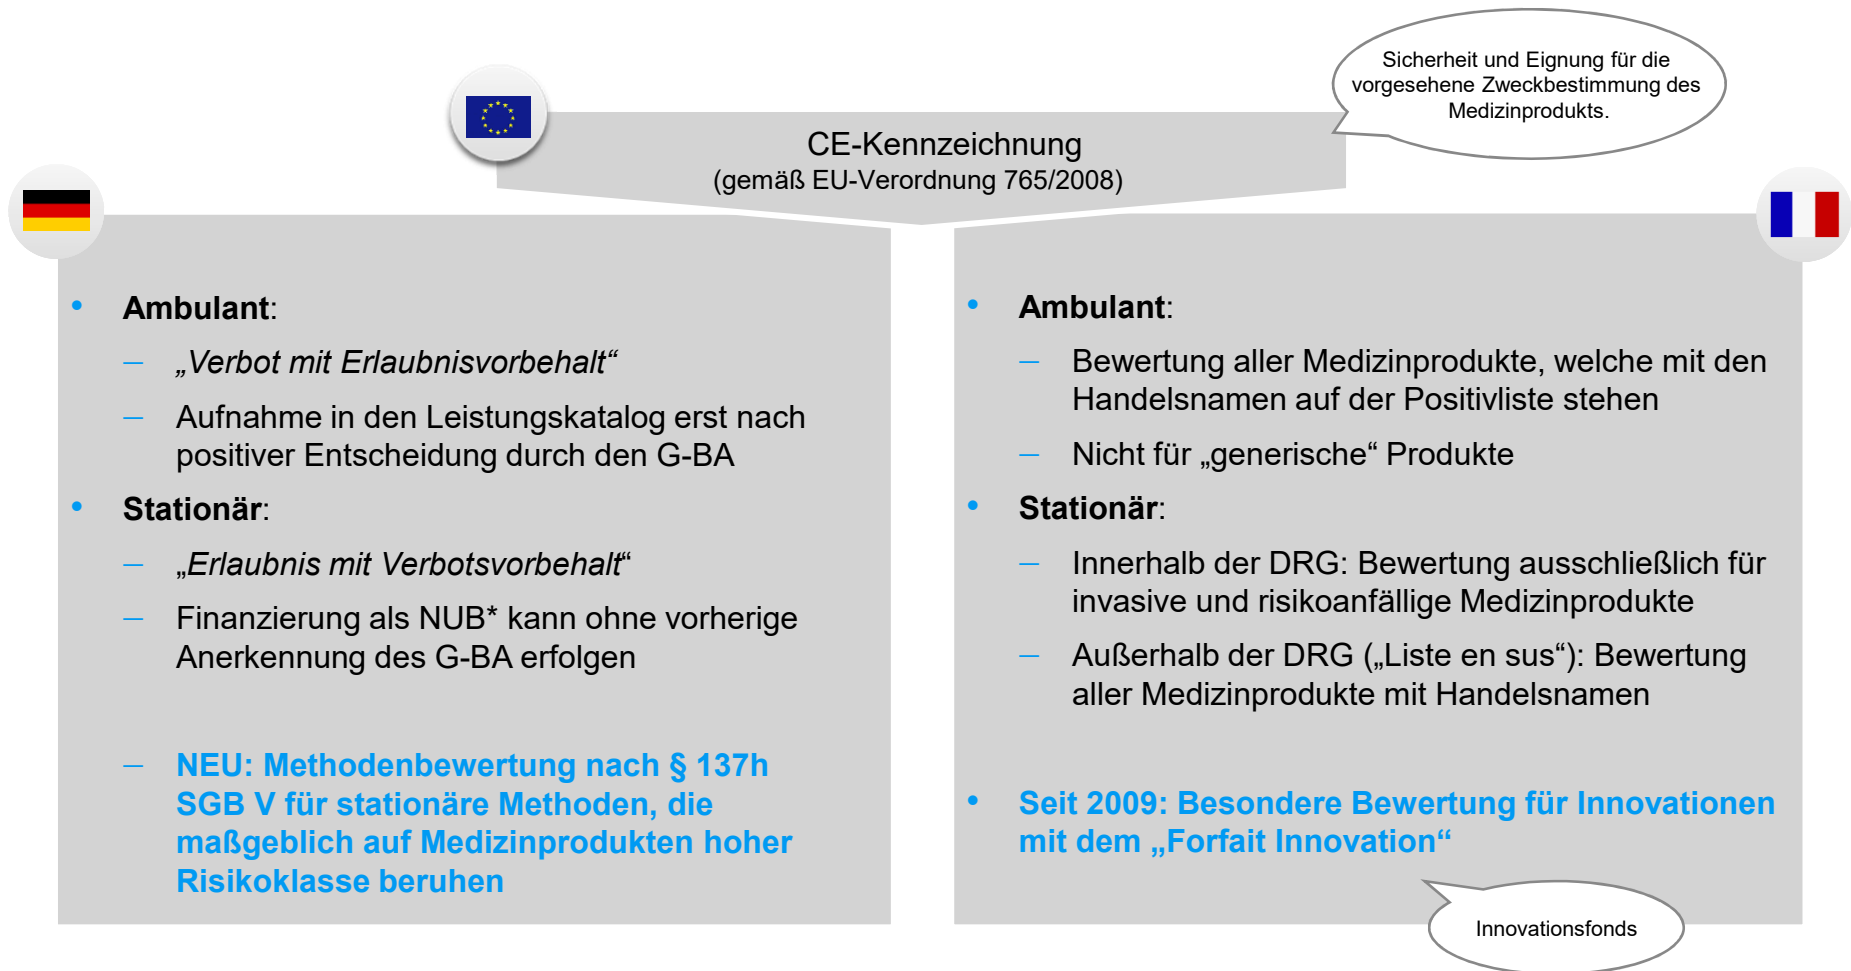 Sicherheit und Eignung für die
vorgesehene Zweckbestimmung des
Medizinprodukts.
CE-Kennzeichnung
(gemäß EU-Verordnung 765/2008)
• Ambulant:
– „Verbot mit Erlaubnisvorbehalt“
– Aufnahme in den Leistungskatalog erst nach
positiver Entscheidung durch den G-BA
• Stationär:
– „Erlaubnis mit Verbotsvorbehalt“
– Finanzierung als NUB* kann ohne vorherige
Anerkennung des G-BA erfolgen
– NEU: Methodenbewertung nach § 137h
SGB V für stationäre Methoden, die
maßgeblich auf Medizinprodukten hoher
Risikoklasse beruhen
• Ambulant:
– Bewertung aller Medizinprodukte, welche mit den
Handelsnamen auf der Positivliste stehen
– Nicht für „generische“ Produkte
• Stationär:
– Innerhalb der DRG: Bewertung ausschließlich für
invasive und risikoanfällige Medizinprodukte
– Außerhalb der DRG („Liste en sus“): Bewertung
aller Medizinprodukte mit Handelsnamen
• Seit 2009: Besondere Bewertung für Innovationen
mit dem „Forfait Innovation“
Innovationsfonds